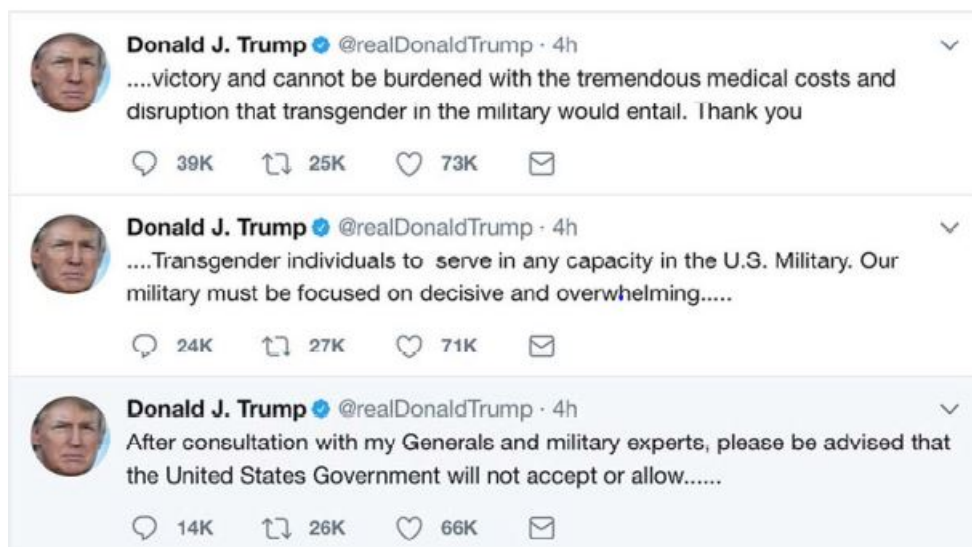 Donald J. Trump @realDonaldTrump · 4h
....victory and cannot be burdened with the tremendous medical costs and
disruption that transgender in the military would entail. Thank you
39K 25K 73K
Donald J. Trump @realDonaldTrump · 4h
....Transgender individuals to serve in any capacity in the U.S. Military. Our
military must be focused on decisive and overwhelming.....
24K 27K 71K
Donald J. Trump @realDonaldTrump · 4h
After consultation with my Generals and military experts, please be advised that
the United States Government will not accept or allow......
14K 26K 66K